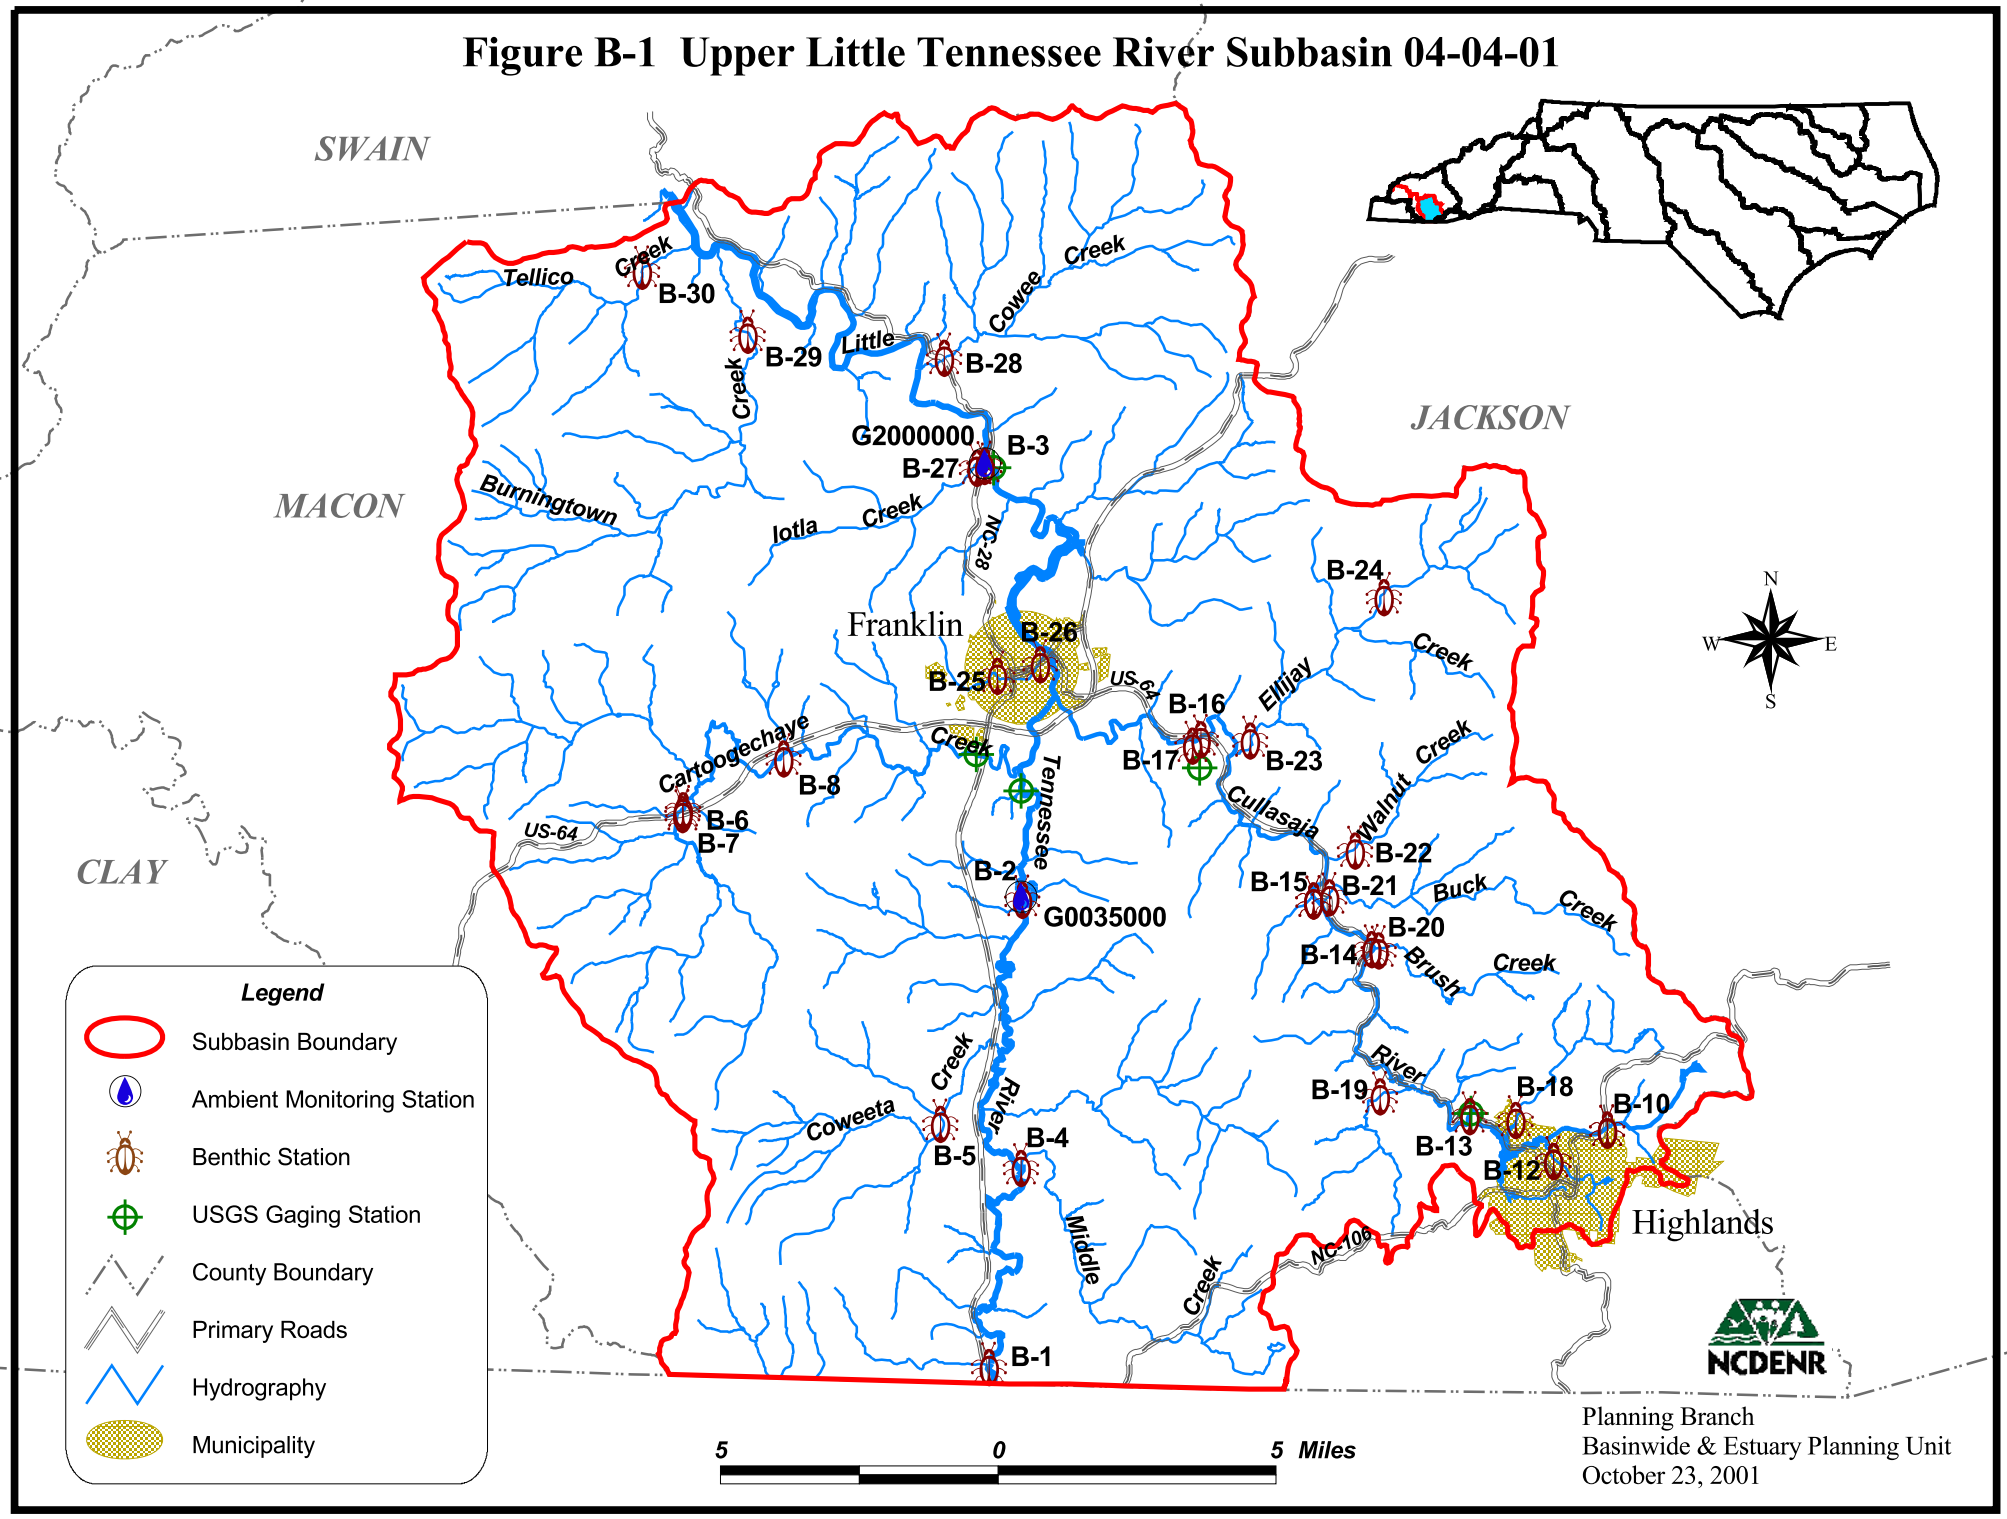 Figure B-1  Upper Little Tennessee River Subbasin 04-04-01
SWAIN
JACKSON
MACON
CLAY
Tellico
Creek
B-30
B-29
Creek
Little
B-28
Cowee
Creek
G2000000
B-3
B-27
Burningtown
Iotla
Creek
NC-28
B-24
Creek
Franklin
B-26
B-25
US-64
B-16
B-17
Ellijay
B-23
Cartoogechaye
Creek
B-8
B-6
B-7
US-64
Tennessee
Cullasaja
Walnut
Creek
B-22
B-2
G0035000
B-15
B-21
Buck
Creek
B-20
B-14
Brush
Creek
River
B-19
B-18
B-10
B-13
B-12
Highlands
Coweeta
Creek
B-5
River
B-4
Middle
Creek
NC-106
B-1
N
W
E
S
Legend
Subbasin Boundary
Ambient Monitoring Station
Benthic Station
USGS Gaging Station
County Boundary
Primary Roads
Hydrography
Municipality
5 0 5 Miles
NCDENR
Planning Branch
Basinwide & Estuary Planning Unit
October 23, 2001